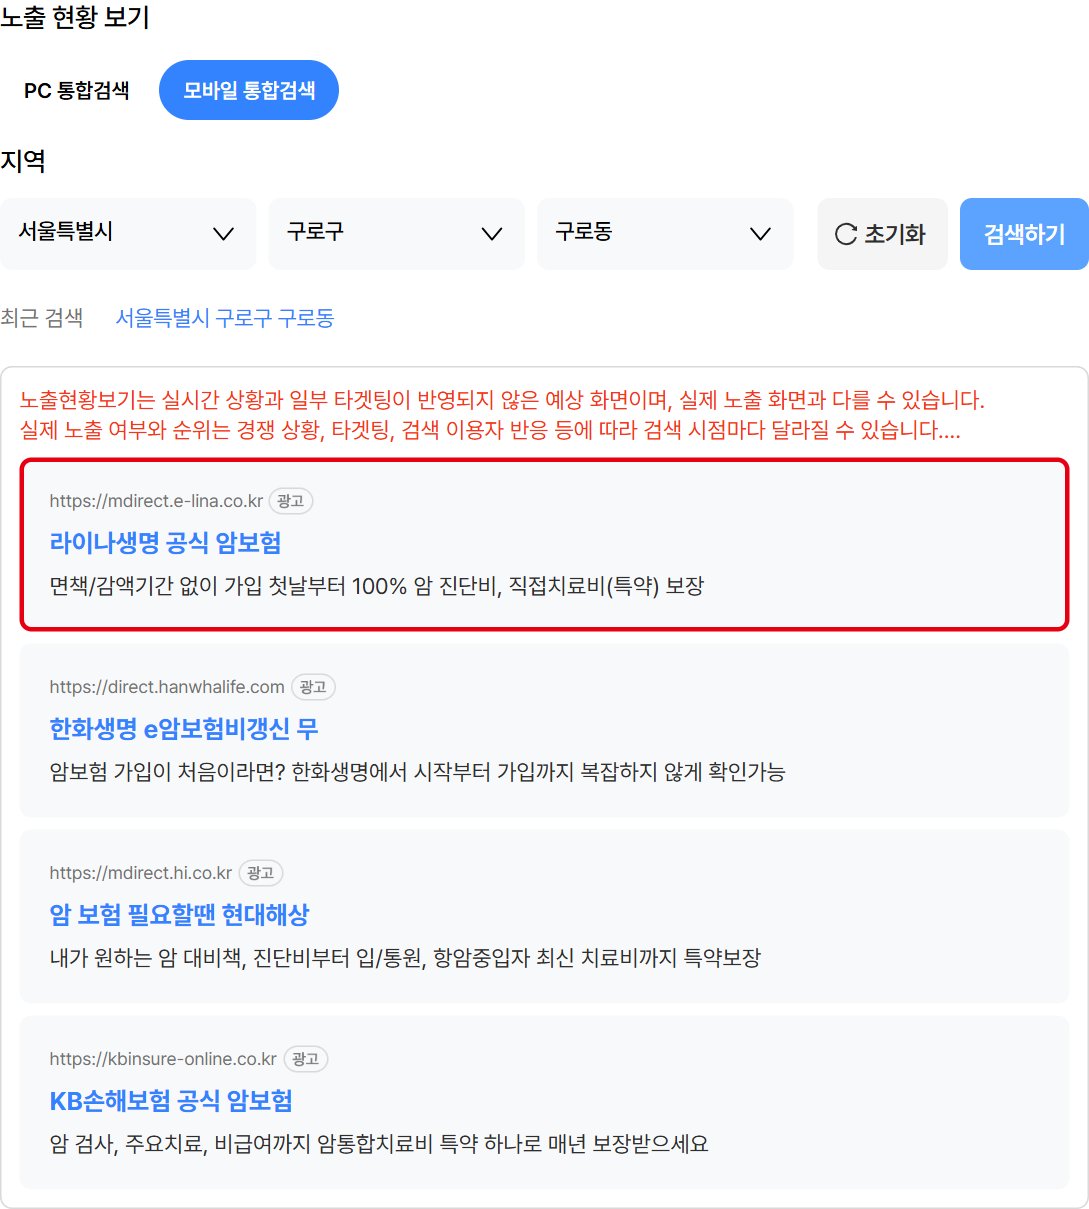 노출 현황 보기
PC 통합검색 모바일 통합검색
지역
서울특별시 구로구 구로동 초기화 검색하기
최근 검색 서울특별시 구로구 구로동
노출현황보기는 실시간 상황과 일부 타겟팅이 반영되지 않은 예상 화면이며, 실제 노출 화면과 다를 수 있습니다.
실제 노출 여부와 순위는 경쟁 상황, 타겟팅, 검색 이용자 반응 등에 따라 검색 시점마다 달라질 수 있습니다....
https://mdirect.e-lina.co.kr 광고
라이나생명 공식 암보험
면책/감액기간 없이 가입 첫날부터 100% 암 진단비, 직접치료비(특약) 보장
https://direct.hanwhalife.com 광고
한화생명 e암보험비갱신 무
암보험 가입이 처음이라면? 한화생명에서 시작부터 가입까지 복잡하지 않게 확인가능
https://mdirect.hi.co.kr 광고
암 보험 필요할땐 현대해상
내가 원하는 암 대비책, 진단비부터 입/통원, 항암중입자 최신 치료비까지 특약보장
https://kbinsure-online.co.kr 광고
KB손해보험 공식 암보험
암 검사, 주요치료, 비급여까지 암통합치료비 특약 하나로 매년 보장받으세요